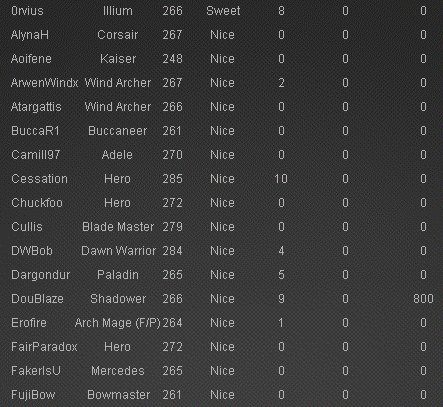 0rvius Illium 266 Sweet 8 0 0
AlynaH Corsair 267 Nice 0 0 0
Aoifene Kaiser 248 Nice 0 0 0
ArwenWindx Wind Archer 267 Nice 2 0 0
Atargattis Wind Archer 266 Nice 0 0 0
BuccaR1 Buccaneer 261 Nice 0 0 0
Camill97 Adele 270 Nice 0 0 0
Cessation Hero 285 Nice 10 0 0
Chuckfoo Hero 272 Nice 0 0 0
Cullis Blade Master 279 Nice 0 0 0
DWBob Dawn Warrior 284 Nice 4 0 0
Dargondur Paladin 265 Nice 5 0 0
DouBlaze Shadower 266 Nice 9 0 800
Erofire Arch Mage (F/P) 264 Nice 1 0 0
FairParadox Hero 272 Nice 0 0 0
FakerIsU Mercedes 265 Nice 0 0 0
FujiBow Bowmaster 261 Nice 0 0 0